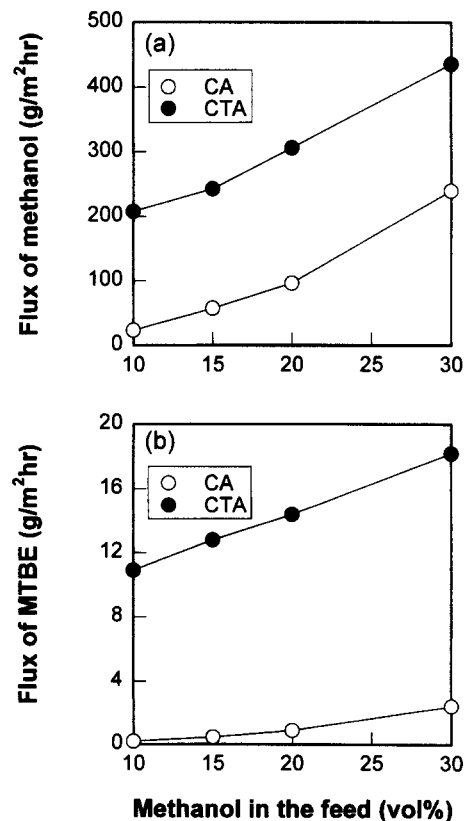 500
(a)
CA
CTA
400
300
200
100
0
10
15
20
25
30
Flux of methanol (g/m²hr)
20
(b)
CA
CTA
16
12
8
4
0
10
15
20
25
30
Flux of MTBE (g/m²hr)
Methanol in the feed (vol%)